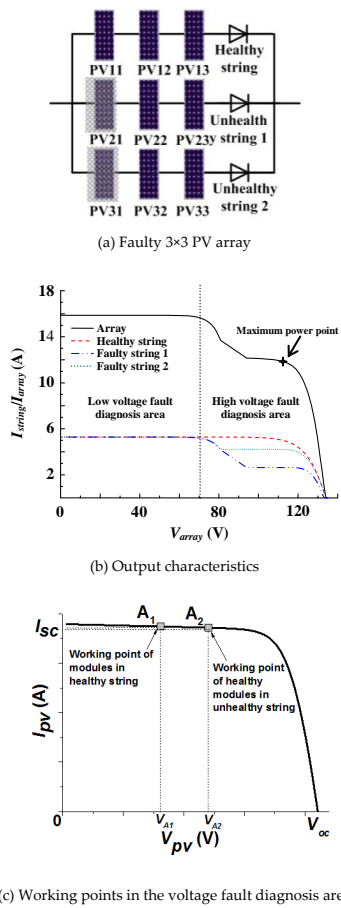 PV11 PV12 PV13 Healthy
string
PV21 PV22 PV23 Unhealth
y string 1
PV31 PV32 PV33 Unhealthy
string 2
(a) Faulty 3×3 PV array
18
15
12
9
6
2
0 40 80 120
Istring/Iarray (A)
Varray (V)
Array
Healthy string
Faulty string 1
Faulty string 2
Maximum power point
Low voltage fault
diagnosis area
High voltage fault
diagnosis area
(b) Output characteristics
A1 A2
ISC
Working point of
modules in
healthy string
Working point
of healthy
modules in
unhealthy string
Ipv (A)
0 VA1 VA2 Voc
Vpv (V)
(c) Working points in the voltage fault diagnosis are